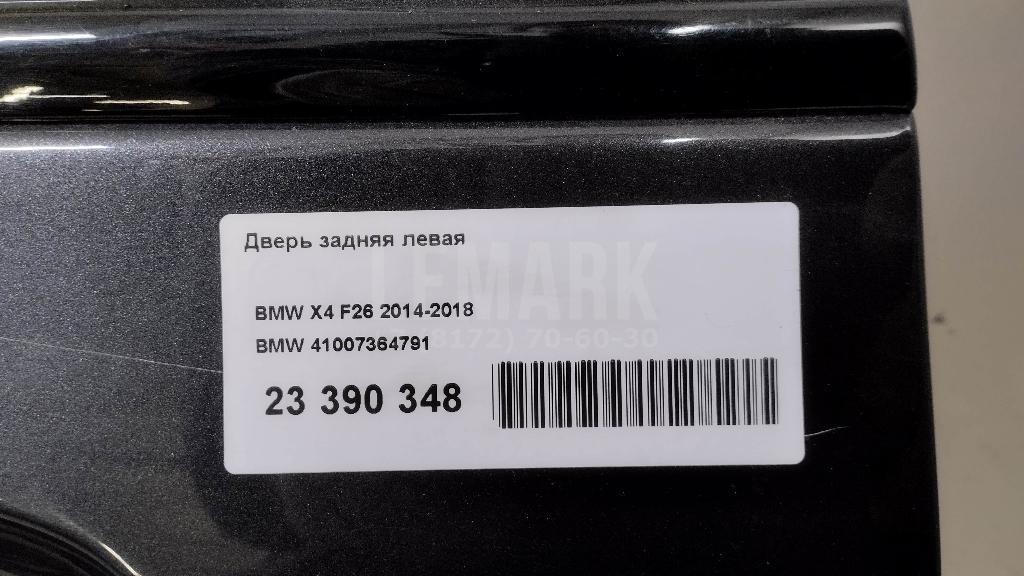 Дверь задняя левая
LEMARK
BMW X4 F26 2014-2018
(8172) 70-60-30
BMW 41007364791
23 390 348